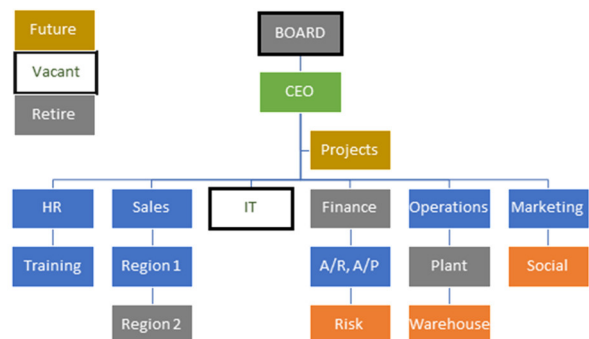 Future
BOARD
Vacant
CEO
Retire
Projects
HR Sales IT Finance Operations Marketing
Training Region 1 A/R, A/P Plant Social
Region 2 Risk Warehouse